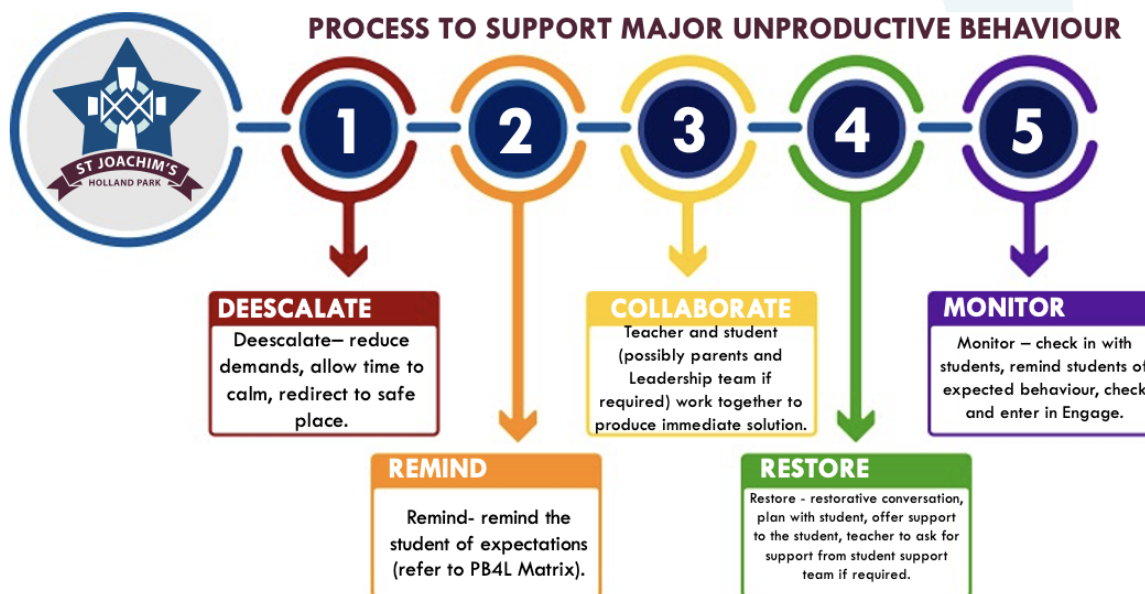 PROCESS TO SUPPORT MAJOR UNPRODUCTIVE BEHAVIOUR
ST JOACHIM'S
HOLLAND PARK
1
2
3
4
5
DEESCALATE
Deescalate– reduce
demands, allow time to
calm, redirect to safe
place.
REMIND
Remind- remind the
student of expectations
(refer to PB4L Matrix).
COLLABORATE
Teacher and student
(possibly parents and
Leadership team if
required) work together to
produce immediate solution.
RESTORE
Restore - restorative conversation,
plan with student, offer support
to the student, teacher to ask for
support from student support
team if required.
MONITOR
Monitor – check in with
students, remind students of
expected behaviour, check
and enter in Engage.